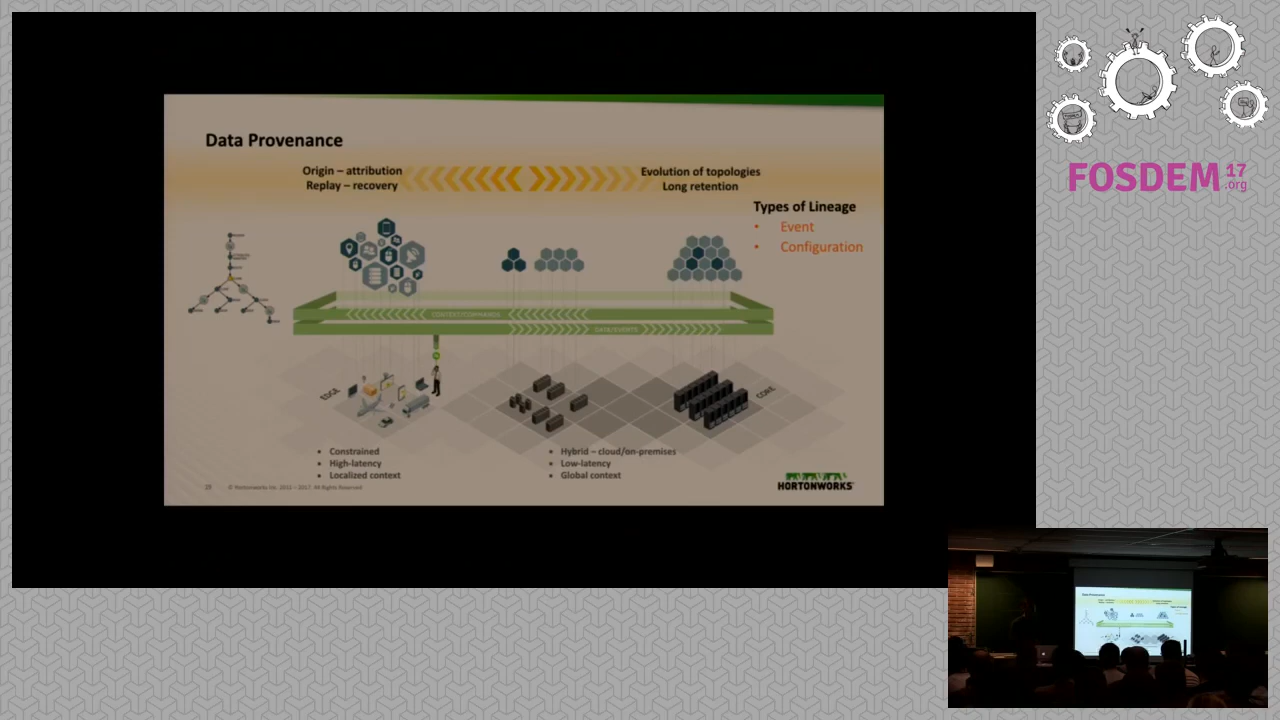 Data Provenance
Origin – attribution
Replay – recovery
Evolution of topologies
Long retention
Types of Lineage
• Event
• Configuration
CONTEXT/COMMANDS
DATA/EVENTS
EDGE
CORE
• Constrained
• High-latency
• Localized context
• Hybrid – cloud/on-premises
• Low-latency
• Global context
© Hortonworks Inc. 2011 – 2017. All Rights Reserved
HORTONWORKS
FOSDEM 17
.org